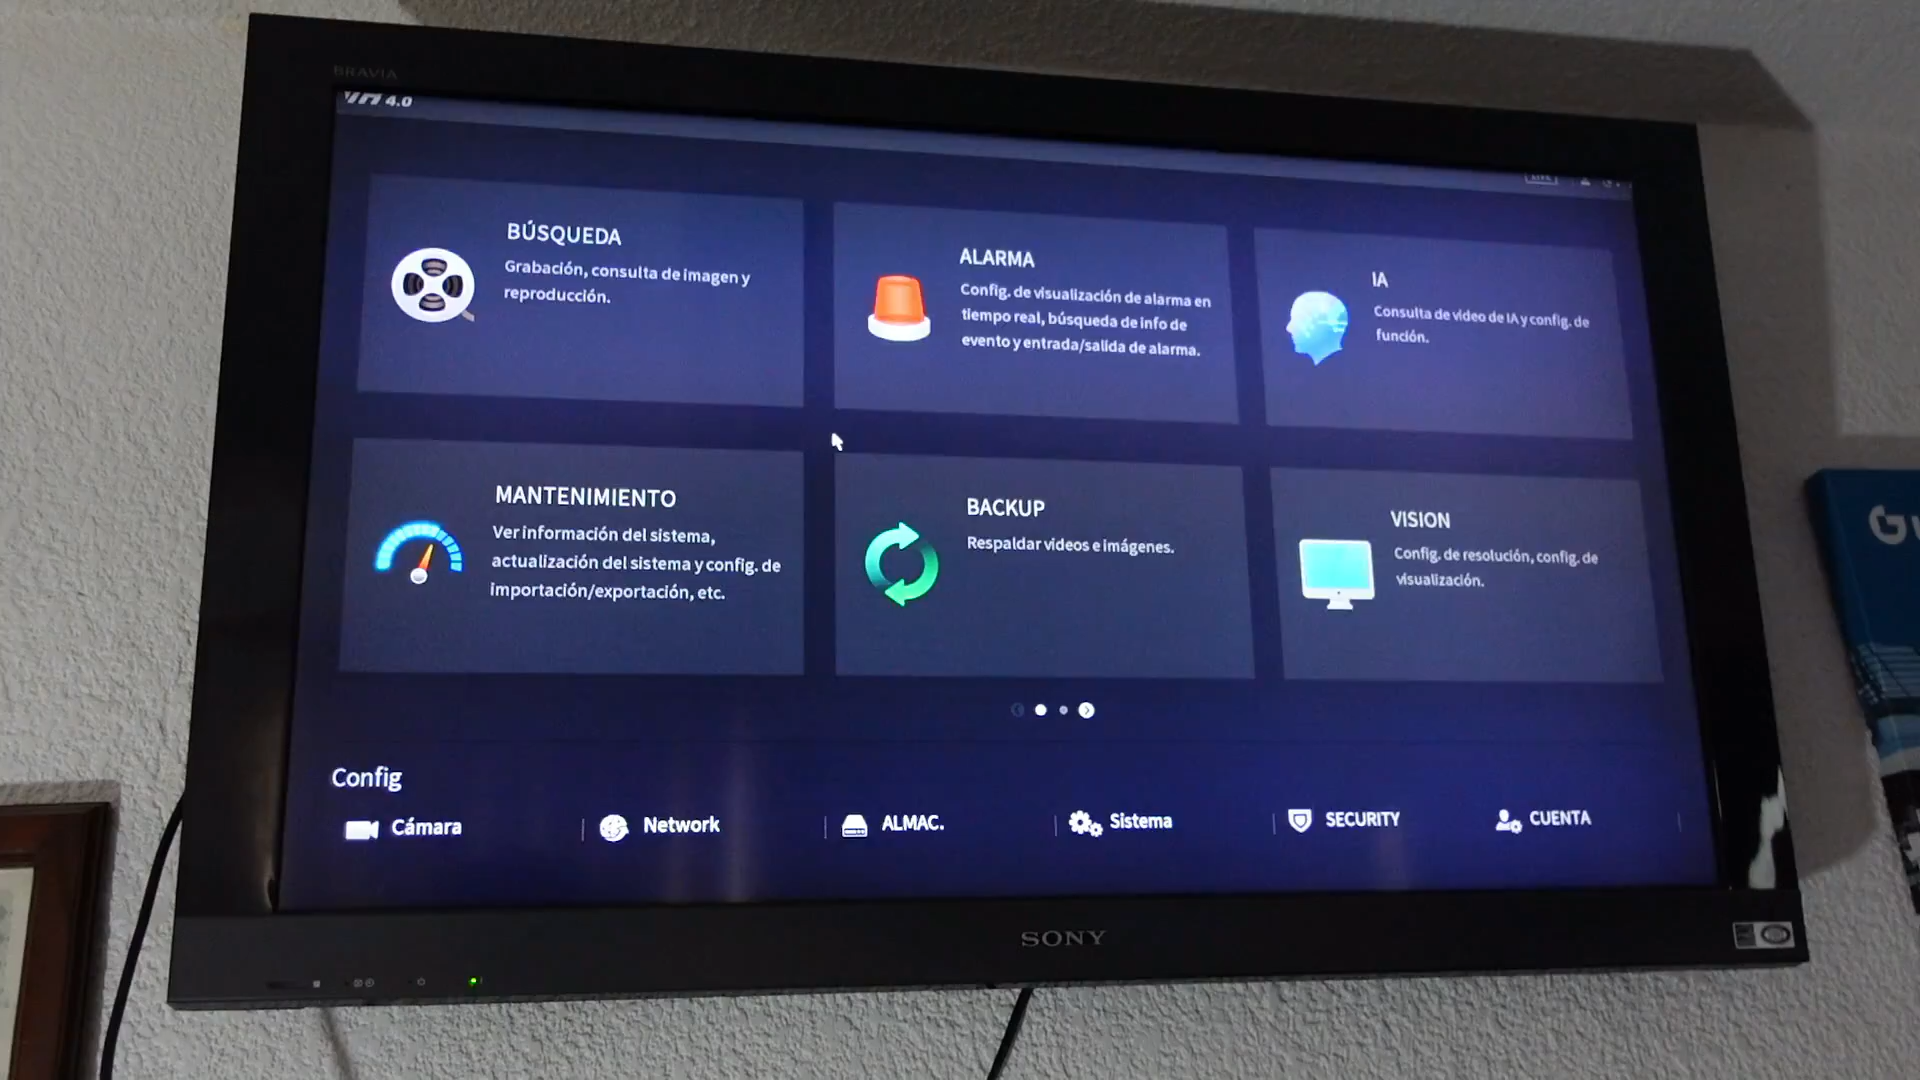 BRAVIA
4.0
LIVE
BÚSQUEDA
Grabación, consulta de imagen y
reproducción.
ALARMA
Config. de visualización de alarma en
tiempo real, búsqueda de info de
evento y entrada/salida de alarma.
IA
Consulta de video de IA y config. de
función.
MANTENIMIENTO
Ver información del sistema,
actualización del sistema y config. de
importación/exportación, etc.
BACKUP
Respaldar videos e imágenes.
VISION
Config. de resolución, config. de
visualización.
Config
Cámara
Network
ALMAC.
Sistema
SECURITY
CUENTA
SONY